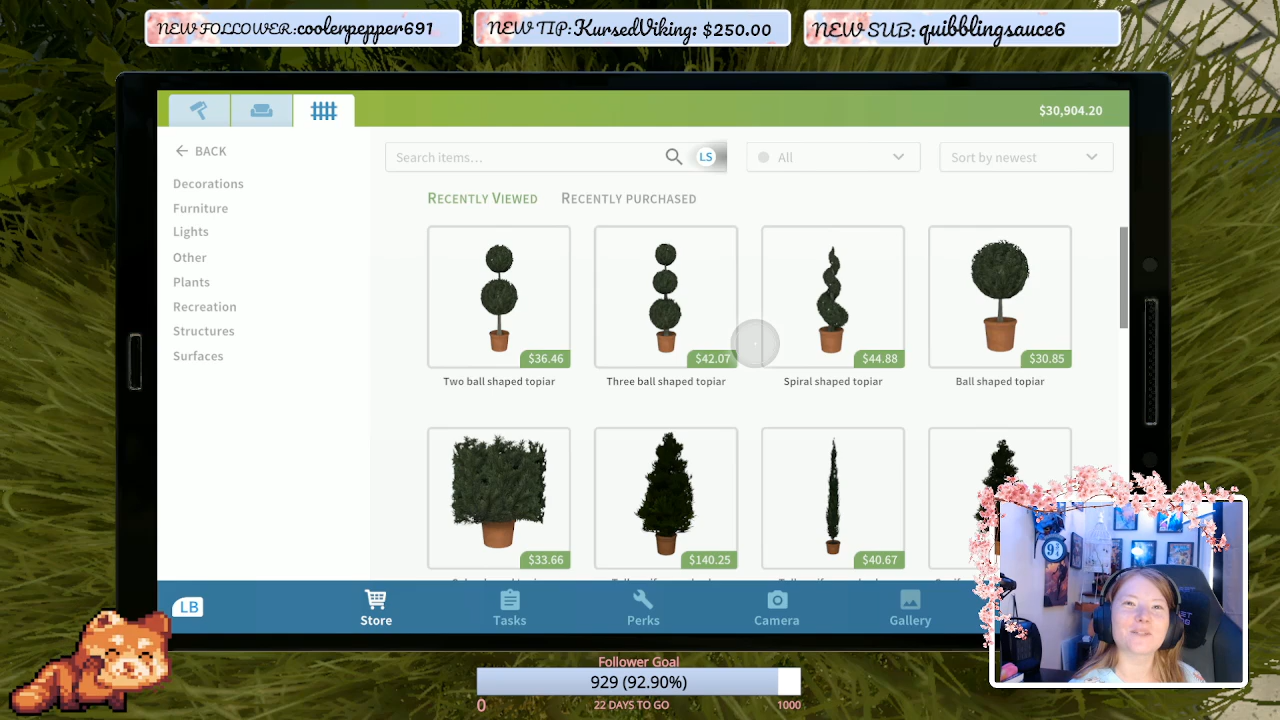 NEW FOLLOWER: coolerpepper691
NEW TIP: KursedViking: $250.00
NEW SUB: quibblingsauce6
$30,904.20
BACK
Search items...
LS
All
Sort by newest
Decorations
Furniture
Lights
Other
Plants
Recreation
Structures
Surfaces
RECENTLY VIEWED
RECENTLY PURCHASED
$36.46
$42.07
$44.88
$30.85
Two ball shaped topiar
Three ball shaped topiar
Spiral shaped topiar
Ball shaped topiar
$33.66
$140.25
$40.67
9¾
LB
Store
Tasks
Perks
Camera
Gallery
Follower Goal
929 (92.90%)
0
22 DAYS TO GO
1000